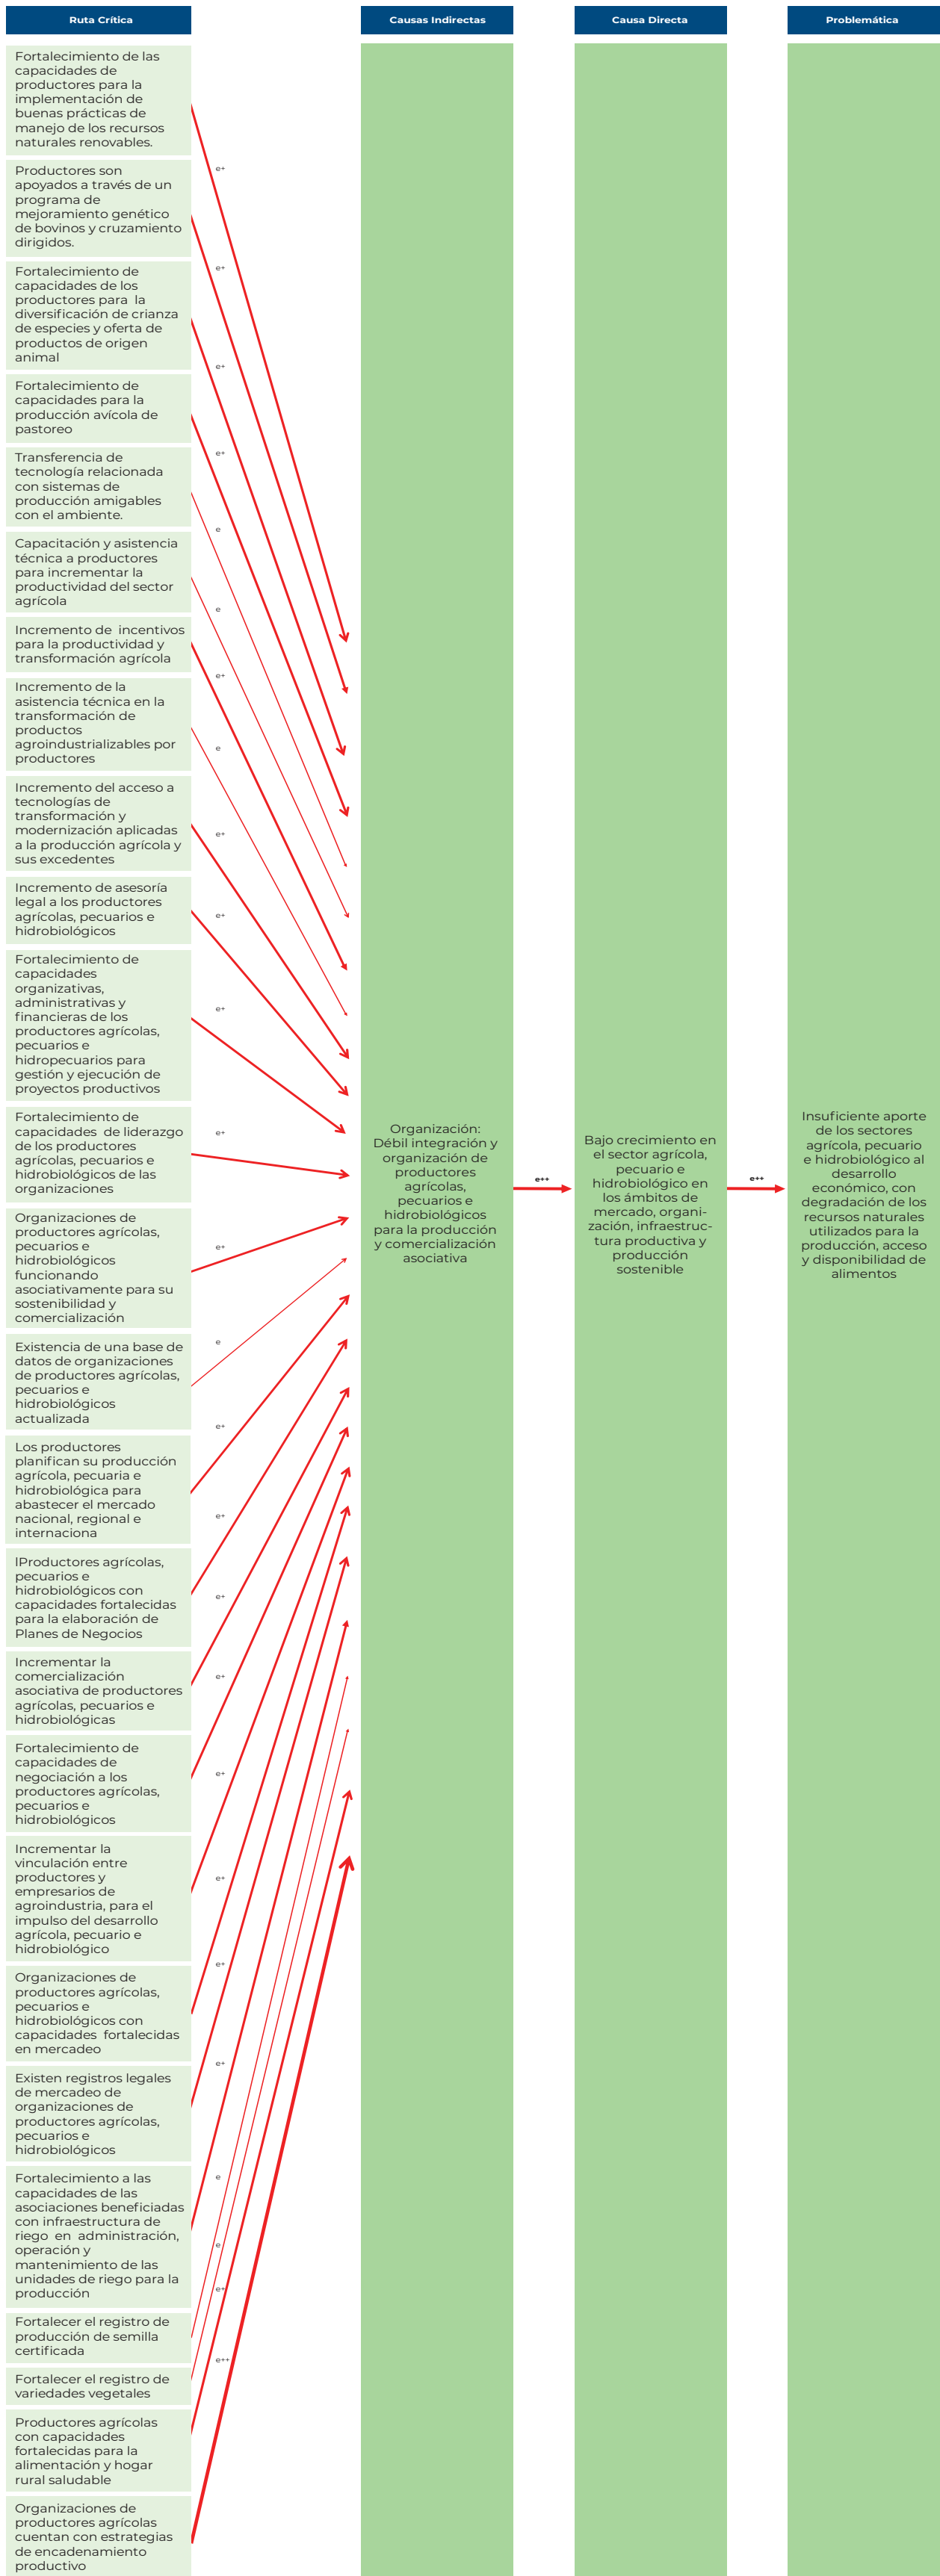 Ruta Crítica
Causas Indirectas
Causa Directa
Problemática
Fortalecimiento de las
capacidades de
productores para la
implementación de
buenas prácticas de
manejo de los recursos
naturales renovables.
e+
Productores son
apoyados a través de un
programa de
mejoramiento genético
de bovinos y cruzamiento
dirigidos.
e+
Fortalecimiento de
capacidades de los
productores para  la
diversificación de crianza
de especies y oferta de
productos de origen
animal
e+
Fortalecimiento de
capacidades para la
producción avícola de
pastoreo
e+
Transferencia de
tecnología relacionada
con sistemas de
producción amigables
con el ambiente.
e
Capacitación y asistencia
técnica a productores
para incrementar la
productividad del sector
agrícola
e
Incremento de  incentivos
para la productividad y
transformación agrícola
e+
Incremento de la
asistencia técnica en la
transformación de
productos
agroindustrializables por
productores
e
Incremento del acceso a
tecnologías de
transformación y
modernización aplicadas
a la producción agrícola y
sus excedentes
e+
Incremento de asesoría
legal a los productores
agrícolas, pecuarios e
hidrobiológicos
e+
Fortalecimiento de
capacidades
organizativas,
administrativas y
financieras de los
productores agrícolas,
pecuarios e
hidropecuarios para
gestión y ejecución de
proyectos productivos
e+
Fortalecimiento de
capacidades  de liderazgo
de los productores
agrícolas, pecuarios e
hidrobiológicos de las
organizaciones
e+
Organizaciones de
productores agrícolas,
pecuarios e
hidrobiológicos
funcionando
asociativamente para su
sostenibilidad y
comercialización
e+
Existencia de una base de
datos de organizaciones
de productores agrícolas,
pecuarios e
hidrobiológicos
actualizada
e
Los productores
planifican su producción
agrícola, pecuaria e
hidrobiológica para
abastecer el mercado
nacional, regional e
internaciona
e+
lProductores agrícolas,
pecuarios e
hidrobiológicos con
capacidades fortalecidas
para la elaboración de
Planes de Negocios
e+
Incrementar la
comercialización
asociativa de productores
agrícolas, pecuarios e
hidrobiológicas
e+
Fortalecimiento de
capacidades de
negociación a los
productores agrícolas,
pecuarios e
hidrobiológicos
e+
Incrementar la
vinculación entre
productores y
empresarios de
agroindustria, para el
impulso del desarrollo
agrícola, pecuario e
hidrobiológico
e+
Organizaciones de
productores agrícolas,
pecuarios e
hidrobiológicos con
capacidades  fortalecidas
en mercadeo
e+
Existen registros legales
de mercadeo de
organizaciones de
productores agrícolas,
pecuarios e
hidrobiológicos
e+
Fortalecimiento a las
capacidades de las
asociaciones beneficiadas
con infraestructura de
riego  en  administración,
operación y
mantenimiento de las
unidades de riego para la
producción
e+
Fortalecer el registro de
producción de semilla
certificada
e
Fortalecer el registro de
variedades vegetales
e
Productores agrícolas
con capacidades
fortalecidas para la
alimentación y hogar
rural saludable
e+
Organizaciones de
productores agrícolas
cuentan con estrategias
de encadenamiento
productivo
e++
Organización:
Débil integración y
organización de
productores
agrícolas,
pecuarios e
hidrobiológicos
para la producción
y comercialización
asociativa
e++
Bajo crecimiento en
el sector agrícola,
pecuario e
hidrobiológico en
los ámbitos de
mercado, organi-
zación, infraestruc-
tura productiva y
producción
sostenible
e++
Insuficiente aporte
de los sectores
agrícola, pecuario
e hidrobiológico al
desarrollo
económico, con
degradación de los
recursos naturales
utilizados para la
producción, acceso
y disponibilidad de
alimentos